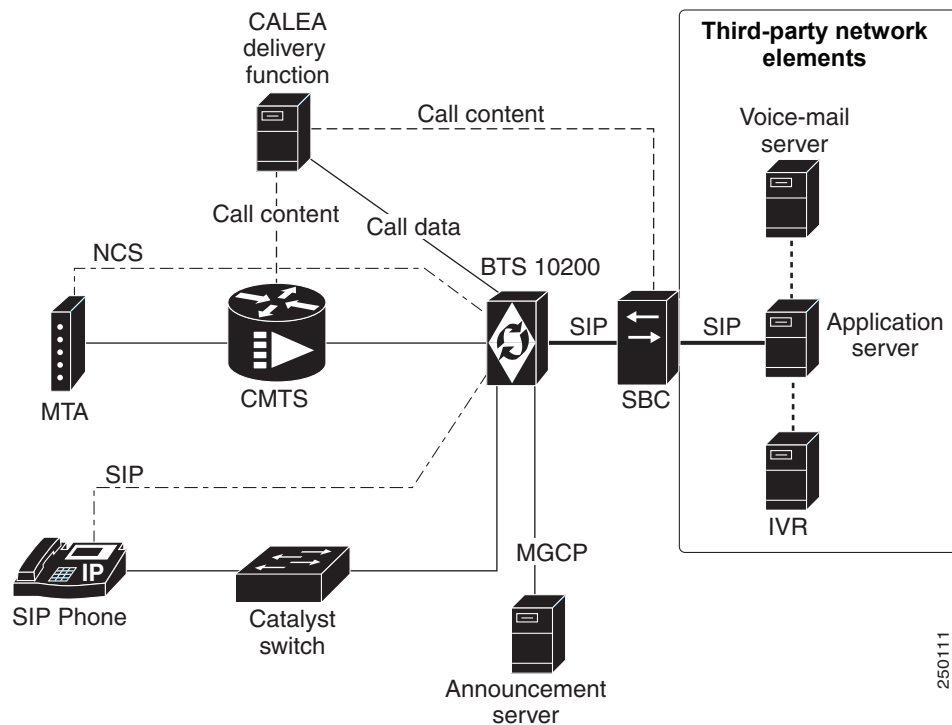 CALEA
delivery
function
Third-party network
elements
Call content
Voice-mail
server
Call content
Call data
NCS
BTS 10200
SIP
SIP
Application
server
MTA
CMTS
SBC
SIP
IVR
IP
MGCP
SIP Phone
Catalyst
switch
Announcement
server
250111